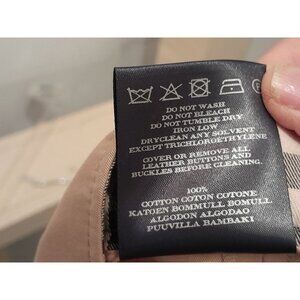 DO NOT WASH
DO NOT BLEACH
DO NOT TUMBLE DRY
IRON LOW
DRYCLEAN ANY SOLVENT
EXCEPT TRICHLOROETHYLENE
COVER OR REMOVE ALL
LEATHER BUTTONS AND
BUCKLES BEFORE CLEANING.
100%
COTTON COTON COTONE
KATOEN BOMMULL BOMULL
ALGODON ALGODAO
PUUVILLA BAMBAKI